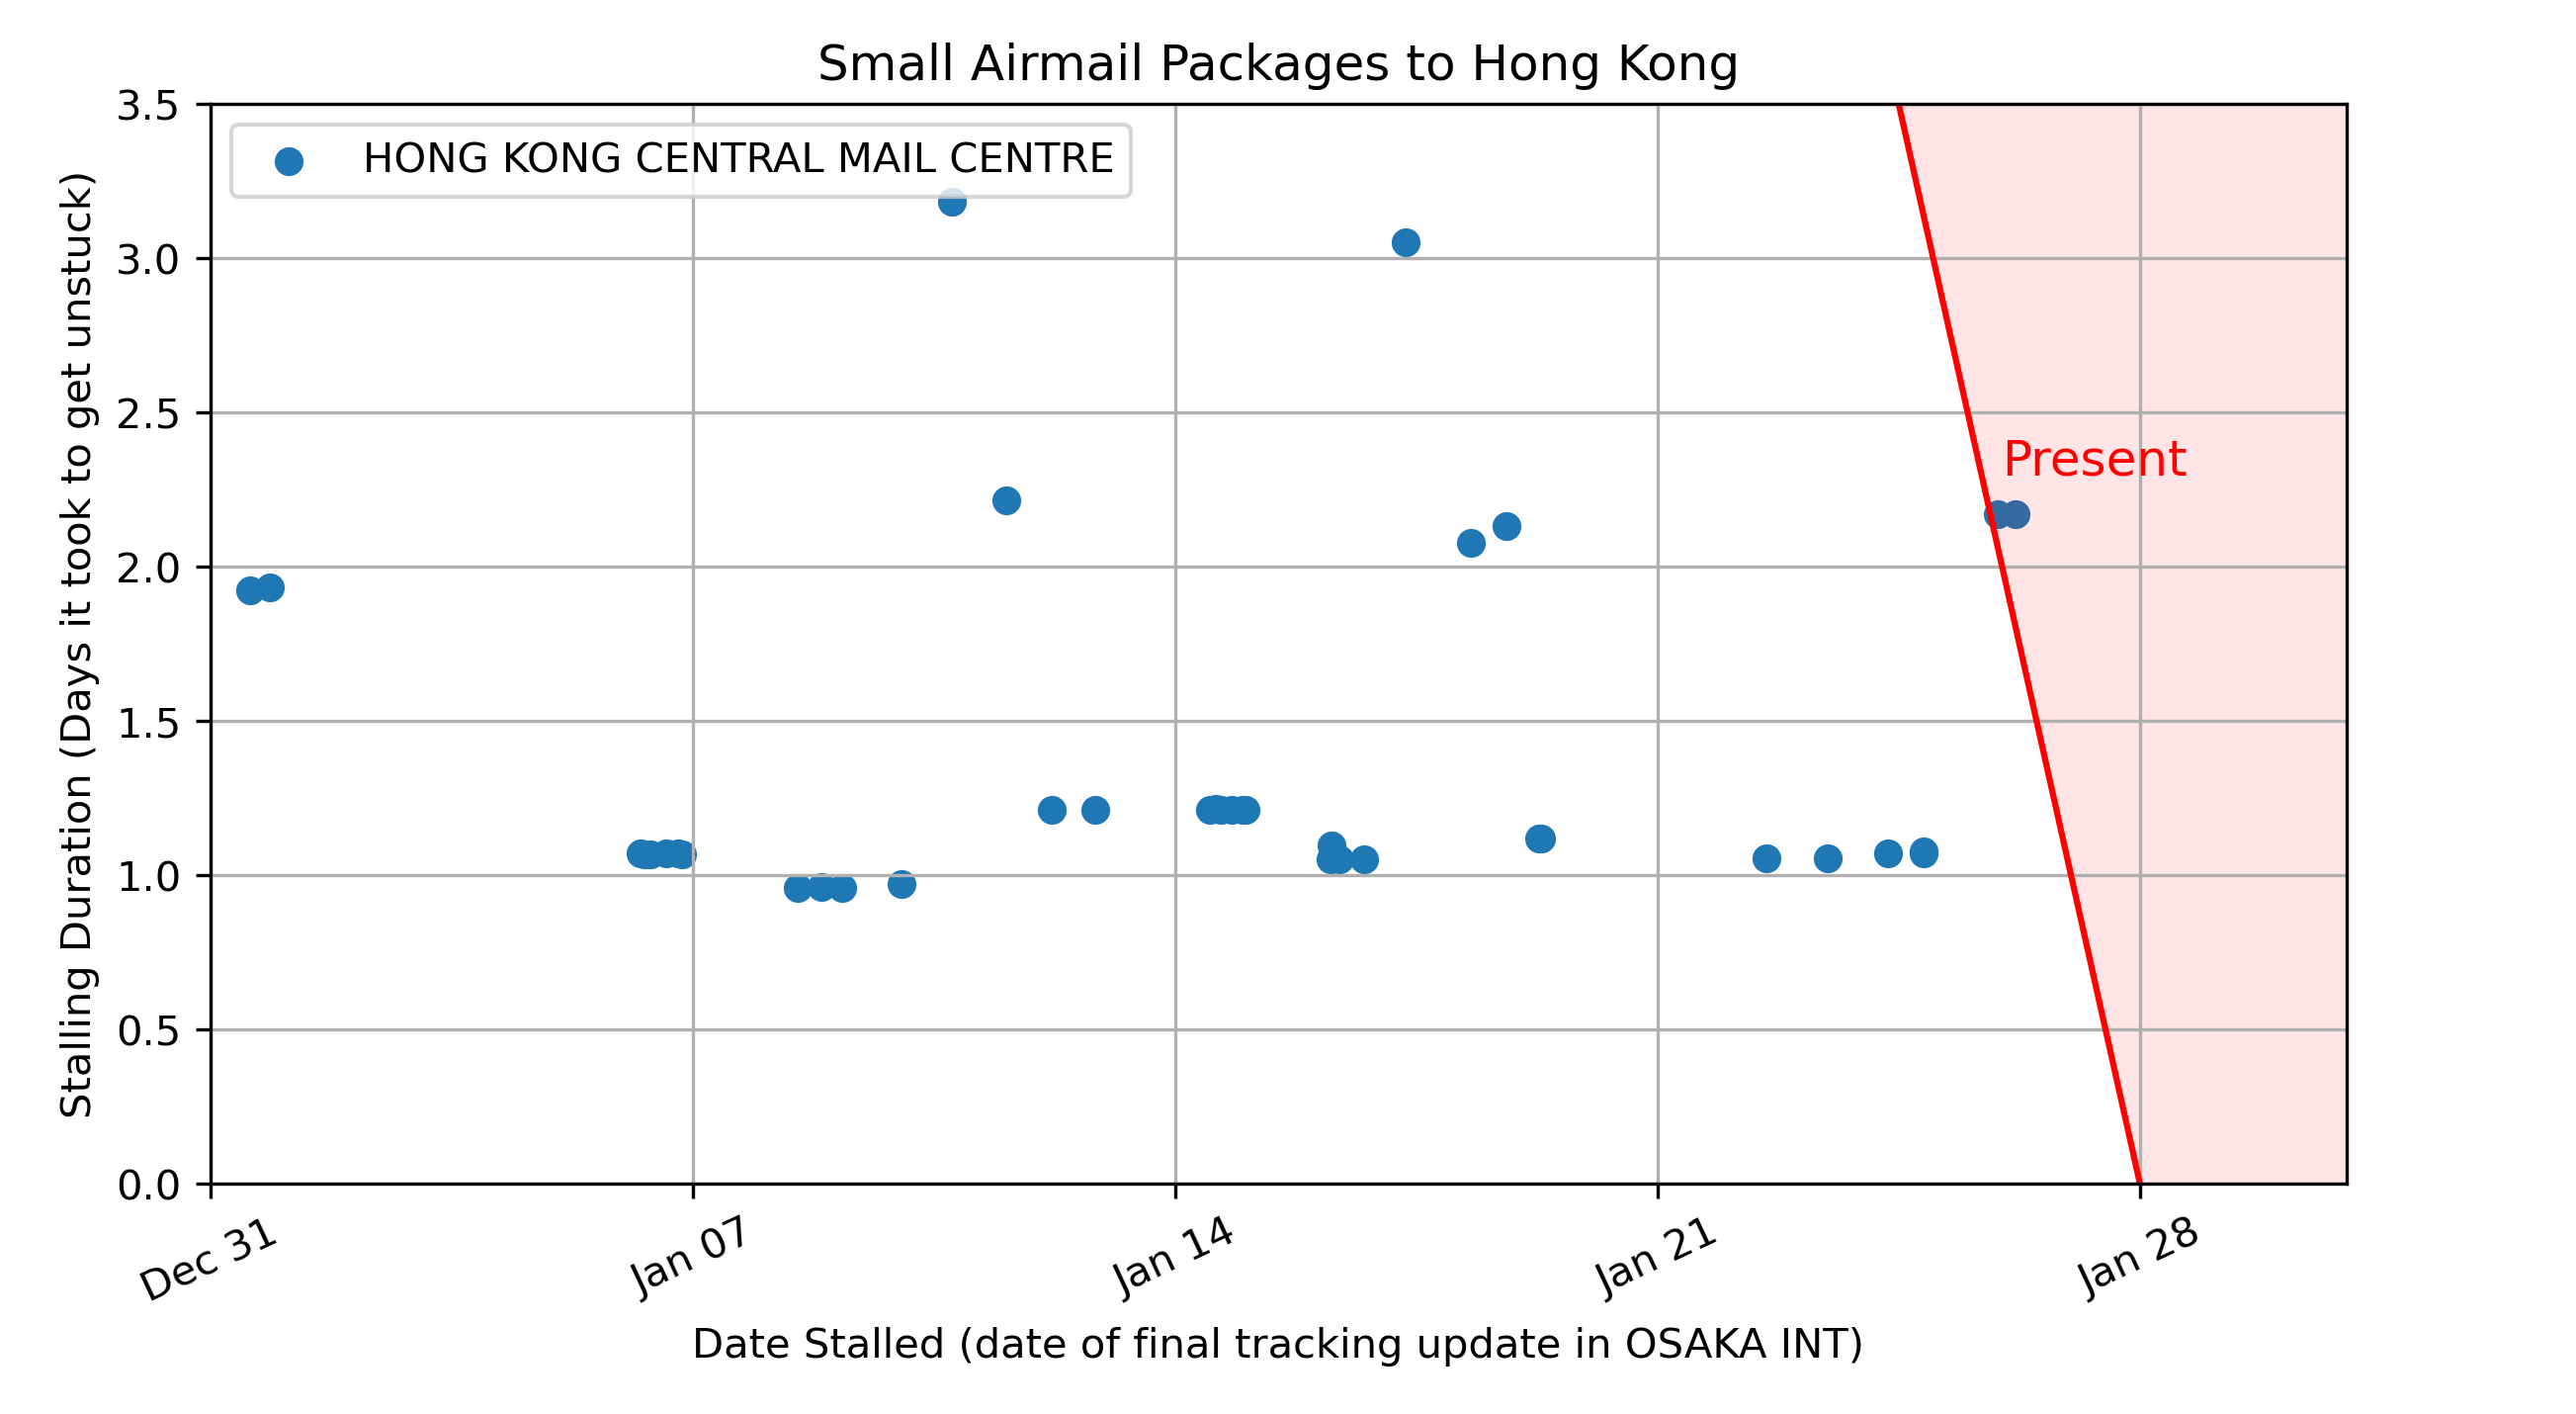 Small Airmail Packages to Hong Kong
HONG KONG CENTRAL MAIL CENTRE
Present
Stalling Duration (Days it took to get unstuck)
3.5
3.0
2.5
2.0
1.5
1.0
0.5
0.0
Dec 31
Jan 07
Jan 14
Jan 21
Jan 28
Date Stalled (date of final tracking update in OSAKA INT)